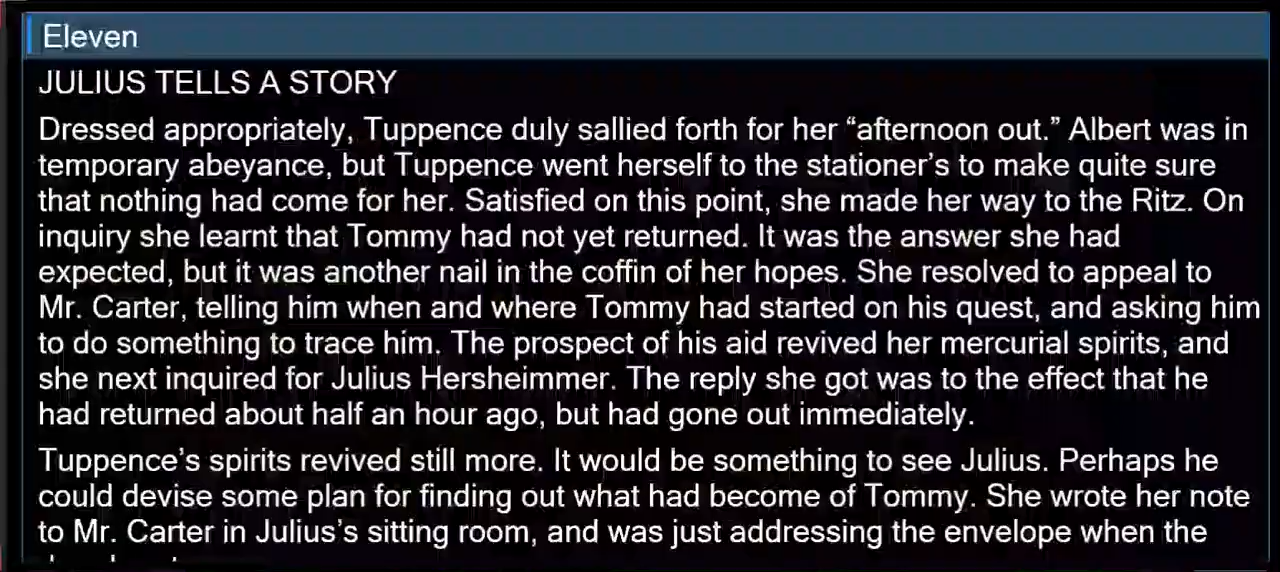 Eleven
JULIUS TELLS A STORY
Dressed appropriately, Tuppence duly sallied forth for her “afternoon out.” Albert was in
temporary abeyance, but Tuppence went herself to the stationer’s to make quite sure
that nothing had come for her. Satisfied on this point, she made her way to the Ritz. On
inquiry she learnt that Tommy had not yet returned. It was the answer she had
expected, but it was another nail in the coffin of her hopes. She resolved to appeal to
Mr. Carter, telling him when and where Tommy had started on his quest, and asking him
to do something to trace him. The prospect of his aid revived her mercurial spirits, and
she next inquired for Julius Hersheimmer. The reply she got was to the effect that he
had returned about half an hour ago, but had gone out immediately.
Tuppence’s spirits revived still more. It would be something to see Julius. Perhaps he
could devise some plan for finding out what had become of Tommy. She wrote her note
to Mr. Carter in Julius’s sitting room, and was just addressing the envelope when the